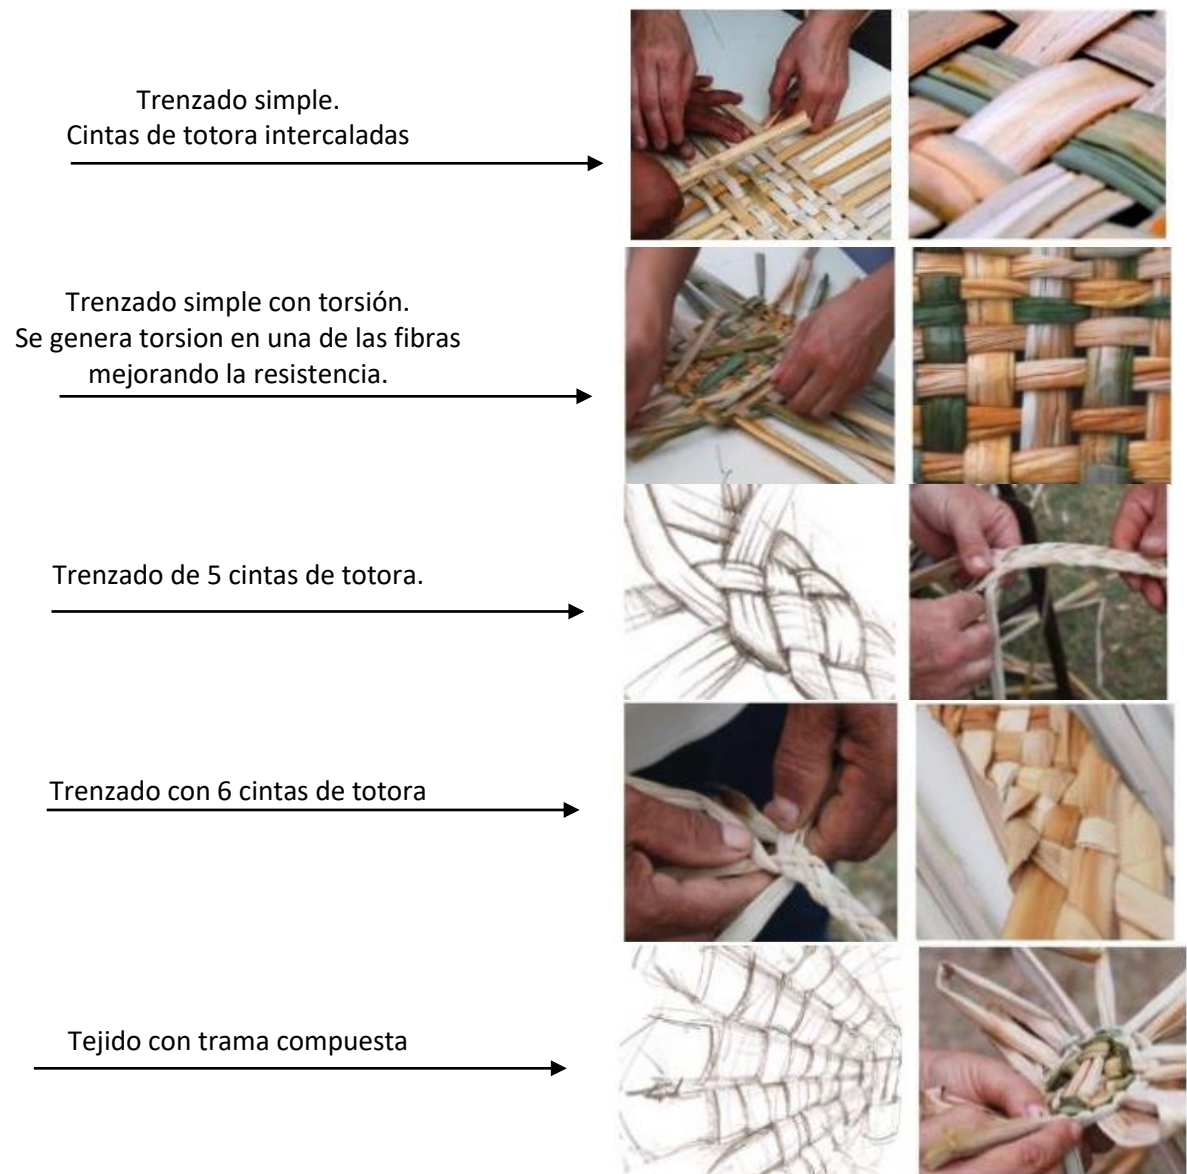 Trenzado simple.
Cintas de totora intercaladas
Trenzado simple con torsión.
Se genera torsion en una de las fibras
mejorando la resistencia.
Trenzado de 5 cintas de totora.
Trenzado con 6 cintas de totora
Tejido con trama compuesta